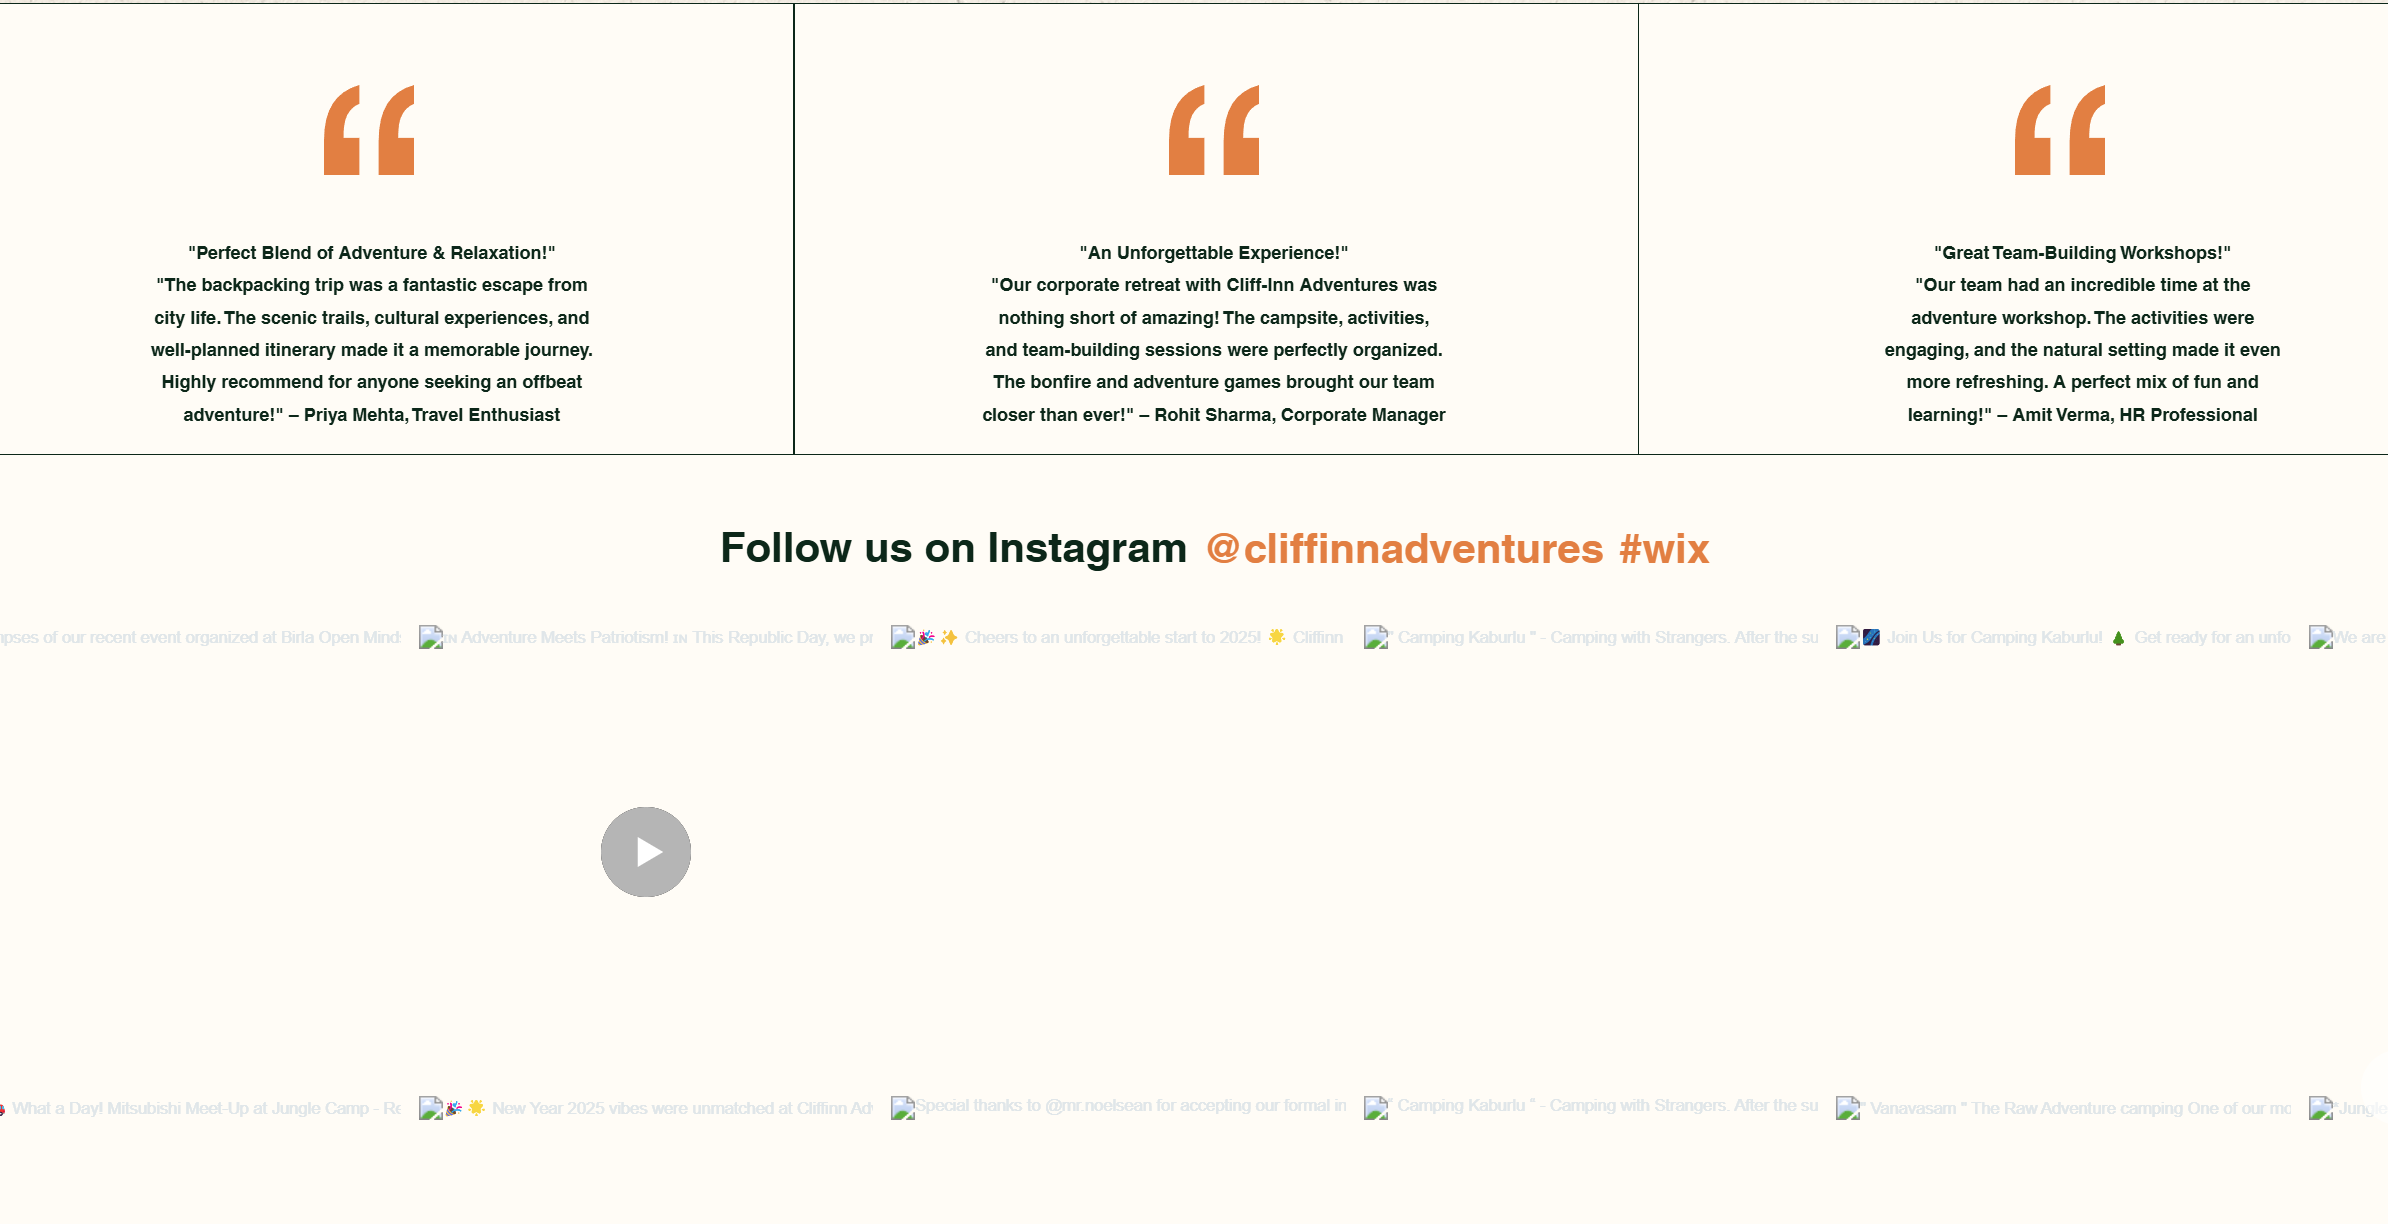 "Perfect Blend of Adventure & Relaxation!"
"The backpacking trip was a fantastic escape from
city life. The scenic trails, cultural experiences, and
well-planned itinerary made it a memorable journey.
Highly recommend for anyone seeking an offbeat
adventure!" – Priya Mehta, Travel Enthusiast
"An Unforgettable Experience!"
"Our corporate retreat with Cliff-Inn Adventures was
nothing short of amazing! The campsite, activities,
and team-building sessions were perfectly organized.
The bonfire and adventure games brought our team
closer than ever!" – Rohit Sharma, Corporate Manager
"Great Team-Building Workshops!"
"Our team had an incredible time at the
adventure workshop. The activities were
engaging, and the natural setting made it even
more refreshing. A perfect mix of fun and
learning!" – Amit Verma, HR Professional
Follow us on Instagram @cliffinnadventures #wix
of our recent event organized at Birla Open
🇮🇳 Adventure Meets Patriotism! 🇮🇳 This Republic Day, we pr
🎉✨ Cheers to an unforgettable start to 2025! 🌟 Cliffinn
" Camping Kaburlu " - Camping with Strangers. After the su
🌌 Join Us for Camping Kaburlu! 🌲 Get ready for an unfo
We are
What a Day! Mitsubishi Meet-Up at Jungle Camp - Re
🎉🌟 New Year 2025 vibes were unmatched at Cliffinn Adv
Special thanks to @mr.noelsean for accepting our formal in
" Camping Kaburlu " - Camping with Strangers. After the su
" Vanavasam " The Raw Adventure camping One of our mo
"Jungle